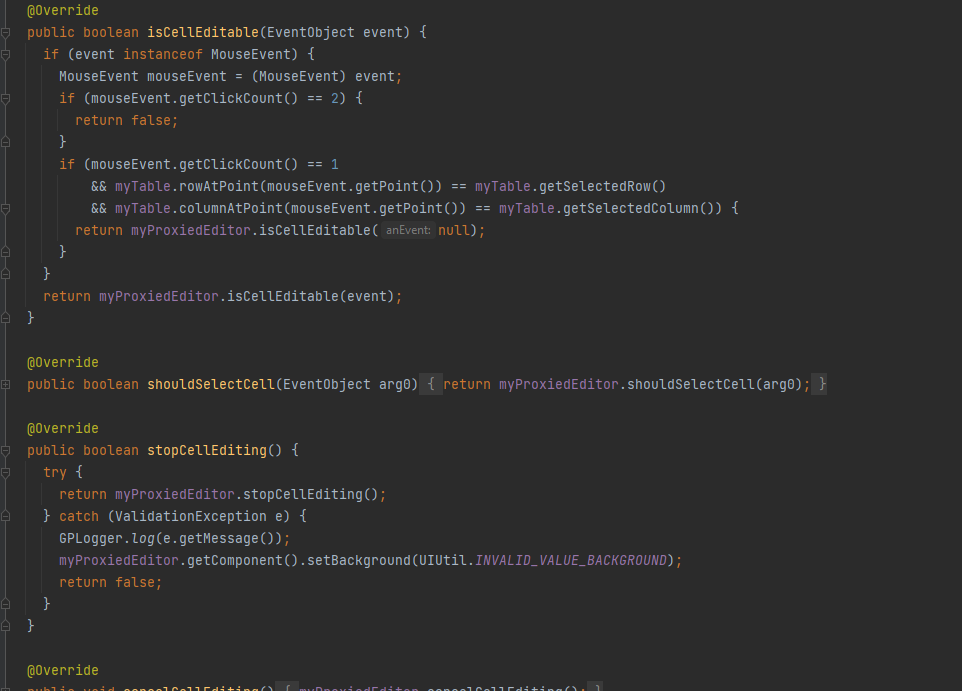 @Override
public boolean isCellEditable(EventObject event) {
if (event instanceof MouseEvent) {
MouseEvent mouseEvent = (MouseEvent) event;
if (mouseEvent.getClickCount() == 2) {
return false;
}
if (mouseEvent.getClickCount() == 1
&& myTable.rowAtPoint(mouseEvent.getPoint()) == myTable.getSelectedRow()
&& myTable.columnAtPoint(mouseEvent.getPoint()) == myTable.getSelectedColumn()) {
return myProxiedEditor.isCellEditable( anEvent: null);
}
}
return myProxiedEditor.isCellEditable(event);
}
@Override
public boolean shouldSelectCell(EventObject arg0) { return myProxiedEditor.shouldSelectCell(arg0); }
@Override
public boolean stopCellEditing() {
try {
return myProxiedEditor.stopCellEditing();
} catch (ValidationException e) {
GPLogger.log(e.getMessage());
myProxiedEditor.getComponent().setBackground(UIUtil.INVALID_VALUE_BACKGROUND);
return false;
}
}
@Override
public void cancelCellEditing() { myProxiedEditor.cancelCellEditing(); }